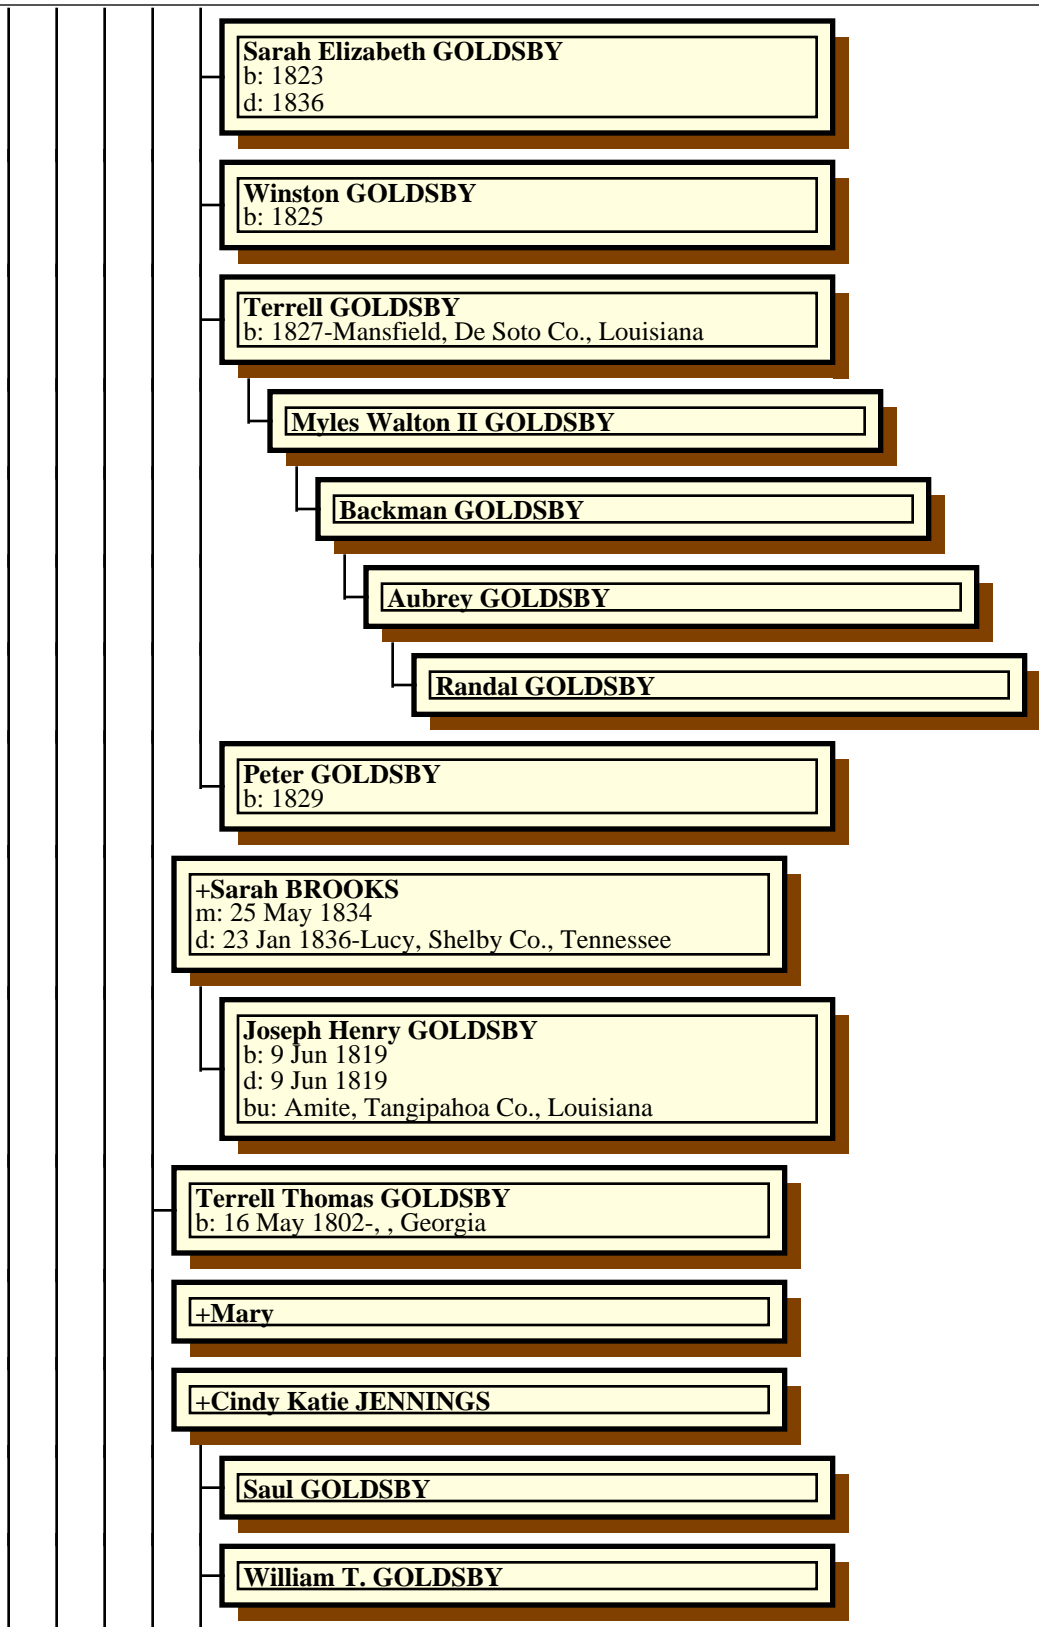 Sarah Elizabeth GOLDSBY
b: 1823
d: 1836
Winston GOLDSBY
b: 1825
Terrell GOLDSBY
b: 1827-Mansfield, De Soto Co., Louisiana
Myles Walton II GOLDSBY
Backman GOLDSBY
Aubrey GOLDSBY
Randal GOLDSBY
Peter GOLDSBY
b: 1829
+Sarah BROOKS
m: 25 May 1834
d: 23 Jan 1836-Lucy, Shelby Co., Tennessee
Joseph Henry GOLDSBY
b: 9 Jun 1819
d: 9 Jun 1819
bu: Amite, Tangipahoa Co., Louisiana
Terrell Thomas GOLDSBY
b: 16 May 1802-, , Georgia
+Mary
+Cindy Katie JENNINGS
Saul GOLDSBY
William T. GOLDSBY